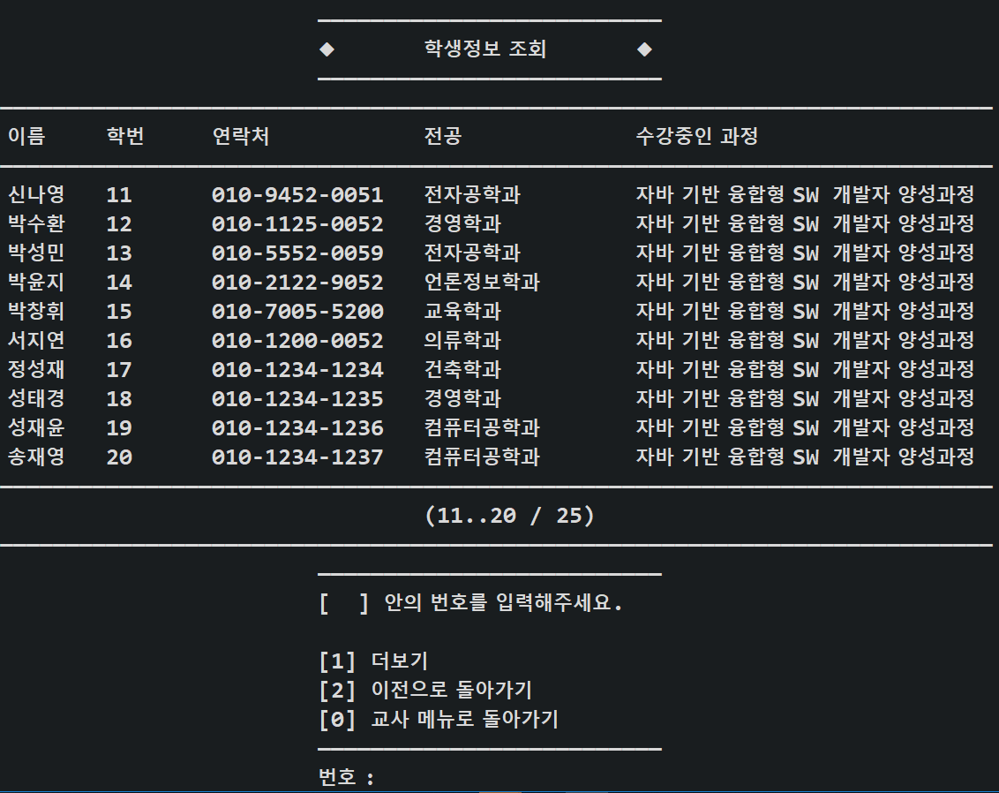 ◆ 학생정보 조회 ◆
이름 학번 연락처 전공 수강중인 과정
신나영 11 010-9452-0051 전자공학과 자바 기반 융합형 SW 개발자 양성과정
박수환 12 010-1125-0052 경영학과 자바 기반 융합형 SW 개발자 양성과정
박성민 13 010-5552-0059 전자공학과 자바 기반 융합형 SW 개발자 양성과정
박윤지 14 010-2122-9052 언론정보학과 자바 기반 융합형 SW 개발자 양성과정
박창휘 15 010-7005-5200 교육학과 자바 기반 융합형 SW 개발자 양성과정
서지연 16 010-1200-0052 의류학과 자바 기반 융합형 SW 개발자 양성과정
정성재 17 010-1234-1234 건축학과 자바 기반 융합형 SW 개발자 양성과정
성태경 18 010-1234-1235 경영학과 자바 기반 융합형 SW 개발자 양성과정
성재윤 19 010-1234-1236 컴퓨터공학과 자바 기반 융합형 SW 개발자 양성과정
송재영 20 010-1234-1237 컴퓨터공학과 자바 기반 융합형 SW 개발자 양성과정
(11..20 / 25)
[ ] 안의 번호를 입력해주세요.
[1] 더보기
[2] 이전으로 돌아가기
[0] 교사 메뉴로 돌아가기
번호 :